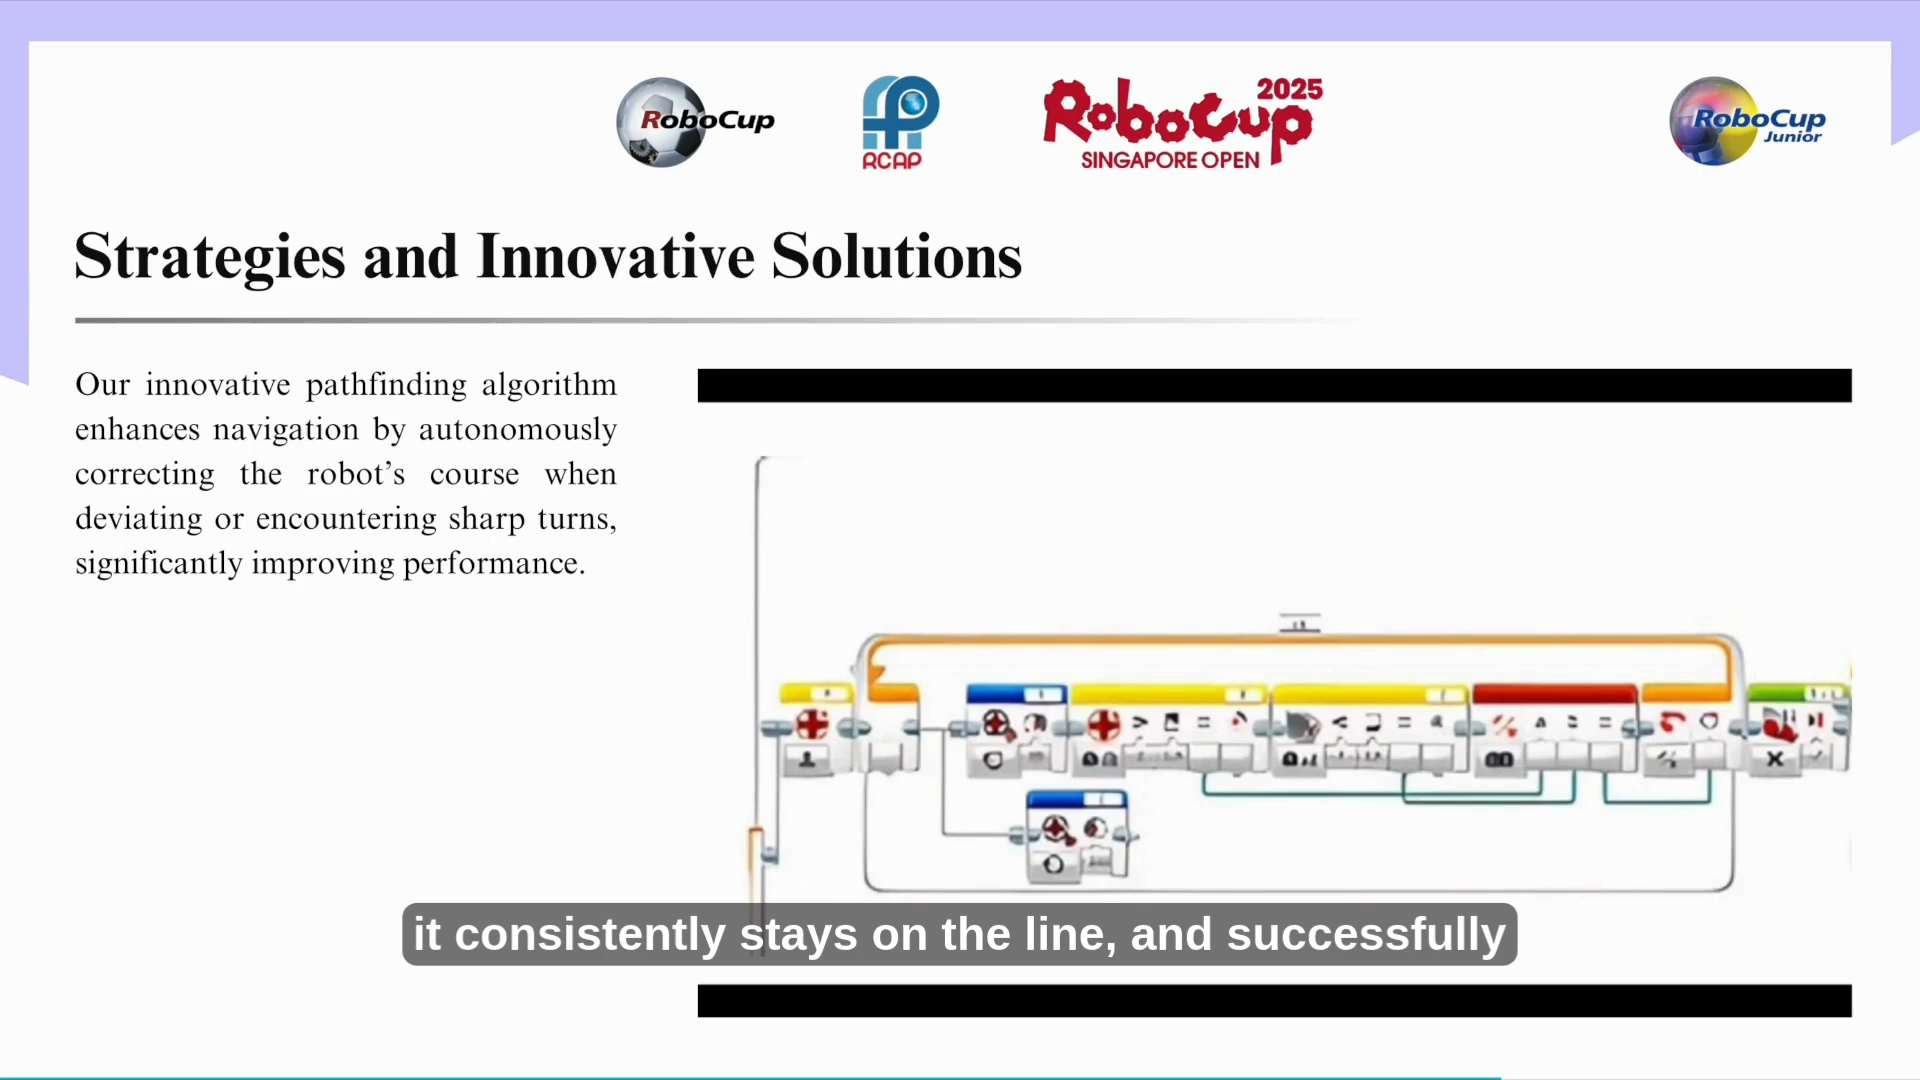 RoboCup
RCAP
RoboCup 2025
SINGAPORE OPEN
RoboCup
Junior
Strategies and Innovative Solutions
Our innovative pathfinding algorithm
enhances navigation by autonomously
correcting the robot’s course when
deviating or encountering sharp turns,
significantly improving performance.
it consistently stays on the line, and successfully